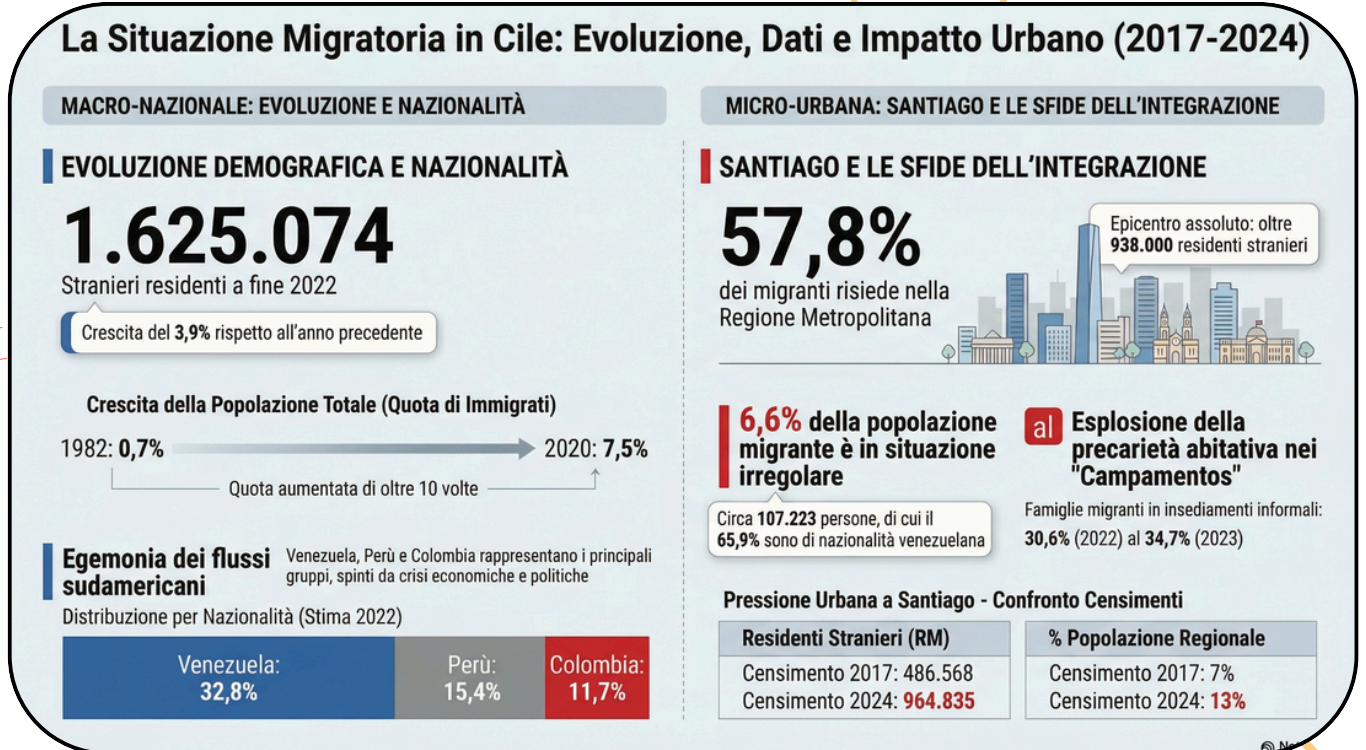 La Situazione Migratoria in Cile: Evoluzione, Dati e Impatto Urbano (2017-2024)
MACRO-NAZIONALE: EVOLUZIONE E NAZIONALITÀ
EVOLUZIONE DEMOGRAFICA E NAZIONALITÀ
1.625.074
Stranieri residenti a fine 2022
Crescita del 3,9% rispetto all'anno precedente
Crescita della Popolazione Totale (Quota di Immigrati)
1982: 0,7%
2020: 7,5%
Quota aumentata di oltre 10 volte
Egemonia dei flussi
sudamericani
Venezuela, Perù e Colombia rappresentano i principali
gruppi, spinti da crisi economiche e politiche
Distribuzione per Nazionalità (Stima 2022)
Venezuela:
32,8%
Perù:
15,4%
Colombia:
11,7%
MICRO-URBANA: SANTIAGO E LE SFIDE DELL'INTEGRAZIONE
SANTIAGO E LE SFIDE DELL'INTEGRAZIONE
57,8%
dei migranti risiede nella
Regione Metropolitana
Epicentro assoluto: oltre
938.000 residenti stranieri
6,6% della popolazione
migrante è in situazione
irregolare
Circa 107.223 persone, di cui il
65,9% sono di nazionalità venezuelana
al
Esplosione della
precarietà abitativa nei
"Campamentos"
Famiglie migranti in insediamenti informali:
30,6% (2022) al 34,7% (2023)
Pressione Urbana a Santiago - Confronto Censimenti
Residenti Stranieri (RM)
Censimento 2017: 486.568
Censimento 2024: 964.835
% Popolazione Regionale
Censimento 2017: 7%
Censimento 2024: 13%